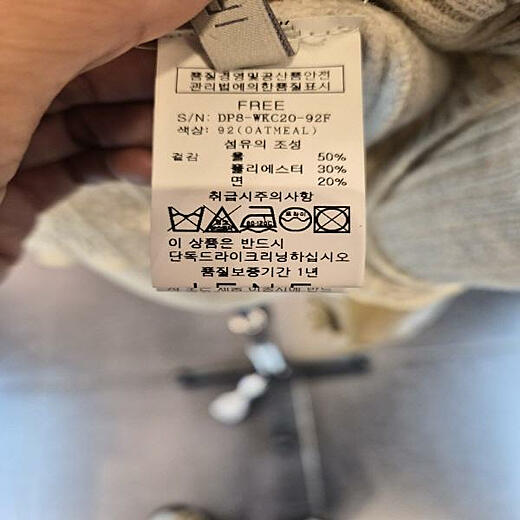 품질경영및공산품안전
관리법에의한품질표시
FREE
S/N: DP8-WKC20-92F
색상: 92(OATMEAL)
섬유의 조성
겉감 울 50%
폴리에스터 30%
면 20%
취급시주의사항
이 상품은 반드시
단독드라이크리닝하십시오
품질보증기간 1년